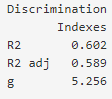 Discrimination
Indexes
R2 0.602
R2 adj 0.589
g 5.256